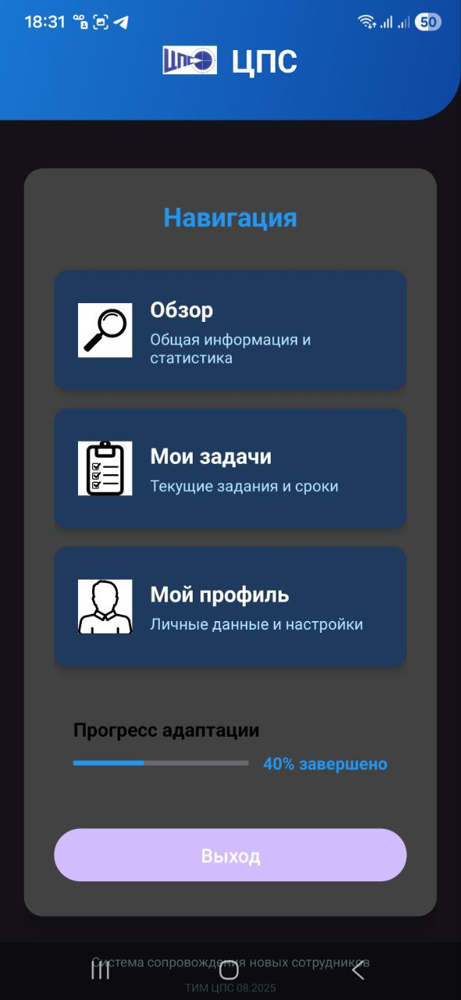 18:31
50
ЦПС ЦПС
Навигация
Обзор
Общая информация и
статистика
Мои задачи
Текущие задания и сроки
Мой профиль
Личные данные и настройки
Прогресс адаптации
40% завершено
Выход
Система сопровождения новых сотрудников
ТИМ ЦПС 08.2025